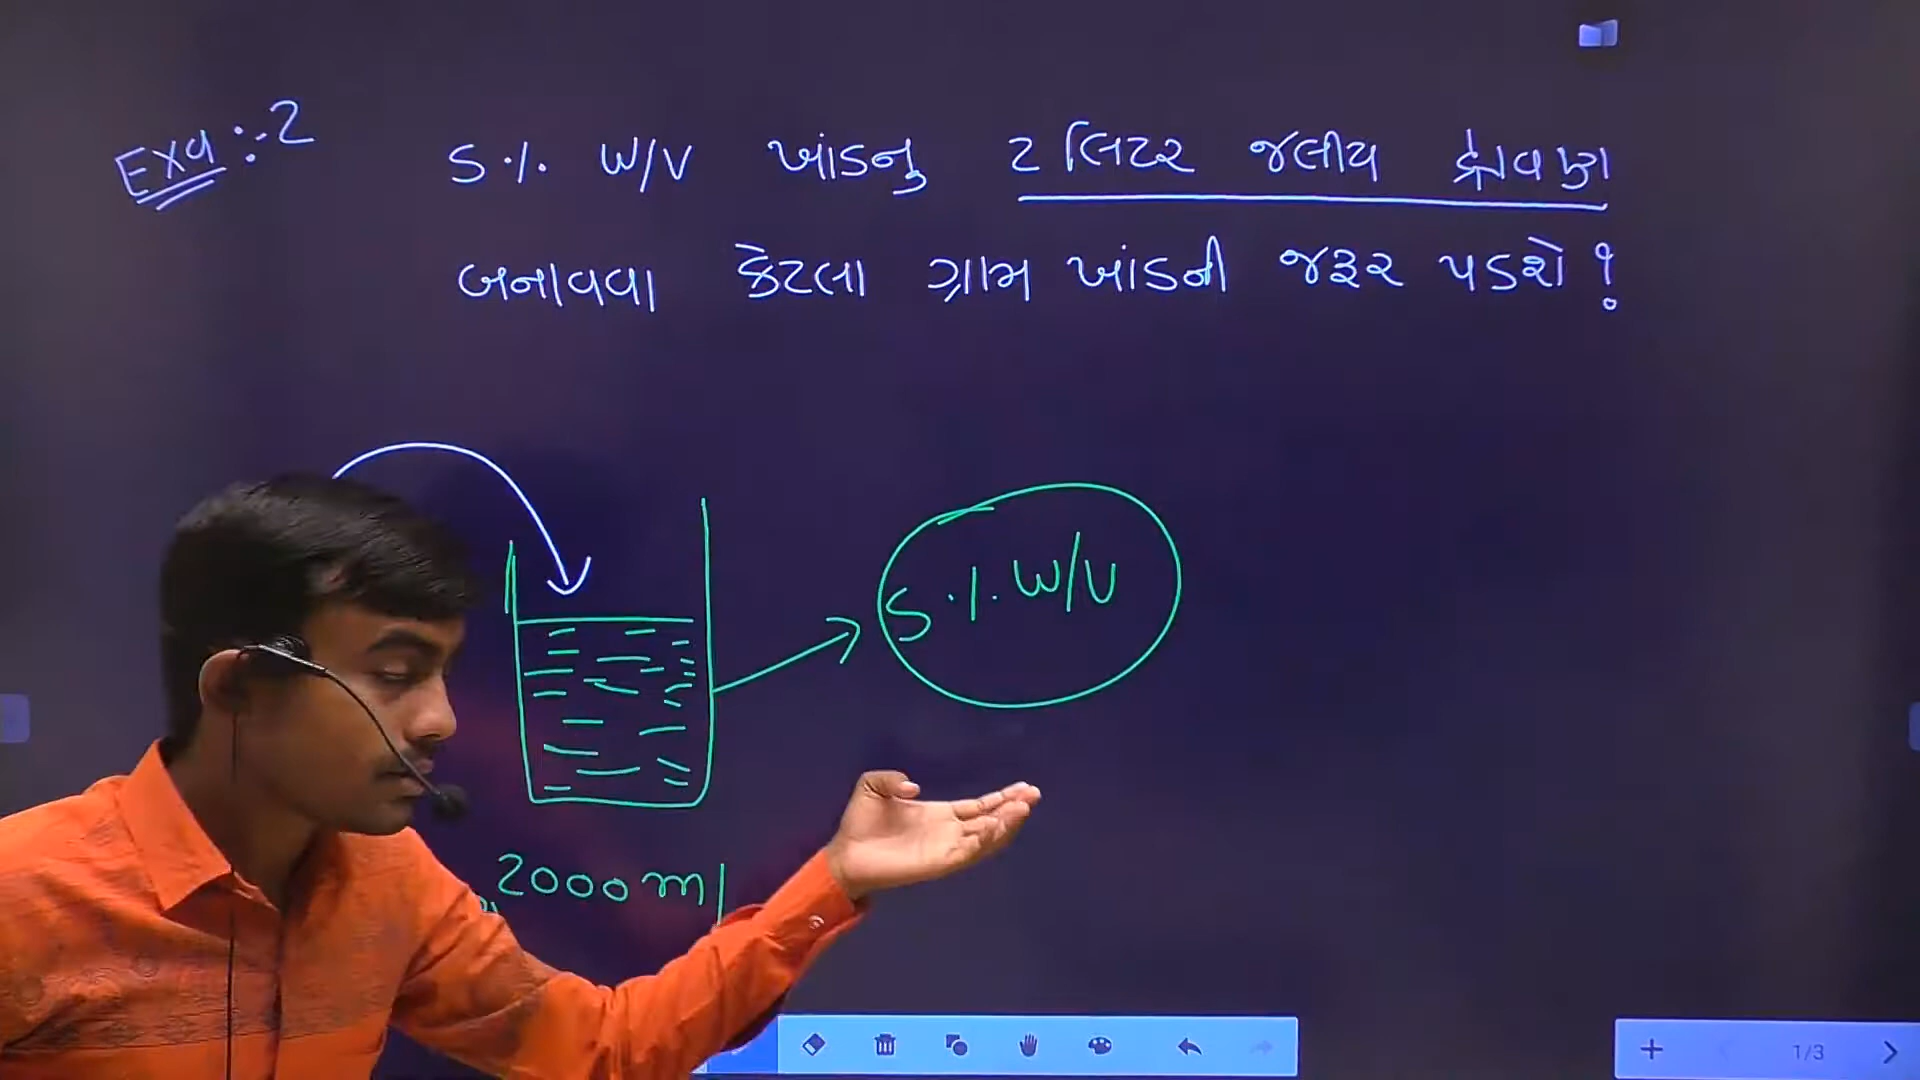 Exa :- 2
5 % W/V ખાંડનુ 2 લિટર જલીય દ્રાવણ
બનાવવા કેટલા ગ્રામ ખાંડની જરૂર પડશે ?
5 % W/V
2000 ml
1/3